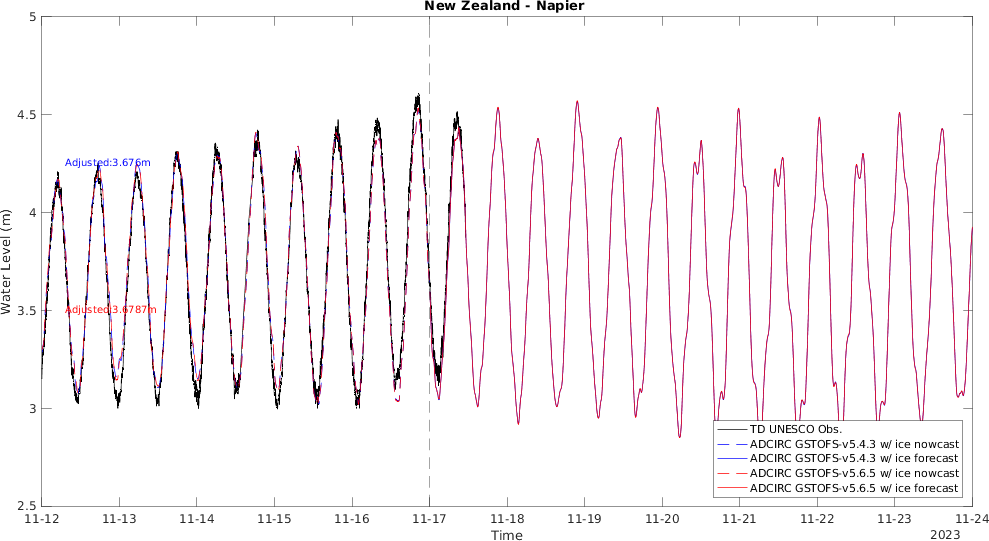 New Zealand - Napier
5
4.5
4
3.5
3
2.5
Water Level (m)
Adjusted:3.676m
Adjusted:3.6787m
TD UNESCO Obs.
ADCIRC GSTOFS-v5.4.3 w/ ice nowcast
ADCIRC GSTOFS-v5.4.3 w/ ice forecast
ADCIRC GSTOFS-v5.6.5 w/ ice nowcast
ADCIRC GSTOFS-v5.6.5 w/ ice forecast
11-12 11-13 11-14 11-15 11-16 11-17 11-18 11-19 11-20 11-21 11-22 11-23 11-24
Time
2023